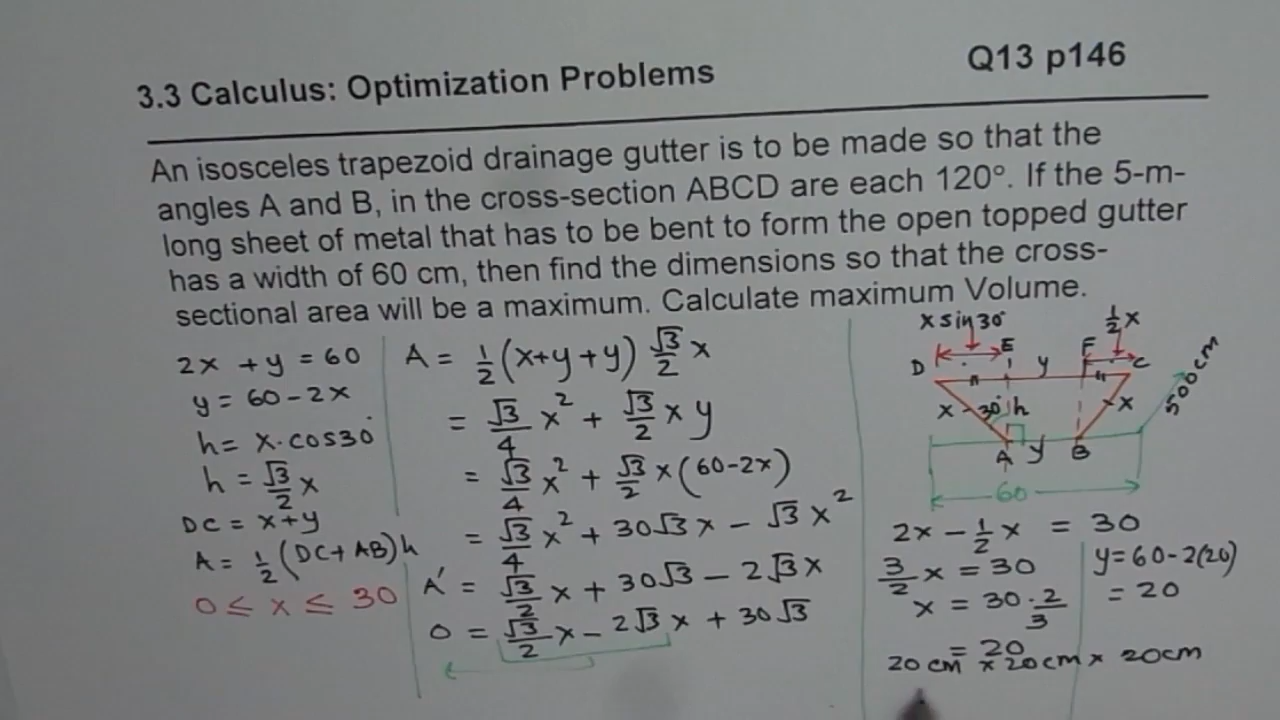 3.3 Calculus: Optimization Problems
Q13 p146
An isosceles trapezoid drainage gutter is to be made so that the
angles A and B, in the cross-section ABCD are each 120°. If the 5-m-
long sheet of metal that has to be bent to form the open topped gutter
has a width of 60 cm, then find the dimensions so that the cross-
sectional area will be a maximum. Calculate maximum Volume.
2x + y = 60
y = 60 - 2x
h = x·cos30°
h = √3/2 x
DC = x+y
A = 1/2 (DC + AB)h
0 ≤ x ≤ 30
A = 1/2 (x+y+y) √3/2 x
= √3/4 x² + √3/2 x y
= √3/4 x² + √3/2 x (60-2x)
= √3/4 x² + 30√3x - √3 x²
A' = √3/2 x + 30√3 - 2√3 x
0 = √3/2 x - 2√3 x + 30√3
x sin30°
1/2 x
D
E
y
F
C
x
30°
h
x
500cm
A
y
B
60
2x - 1/2 x = 30
3/2 x = 30
x = 30 · 2/3
= 20
y = 60 - 2(20)
= 20
20 cm × 20cm × 20cm